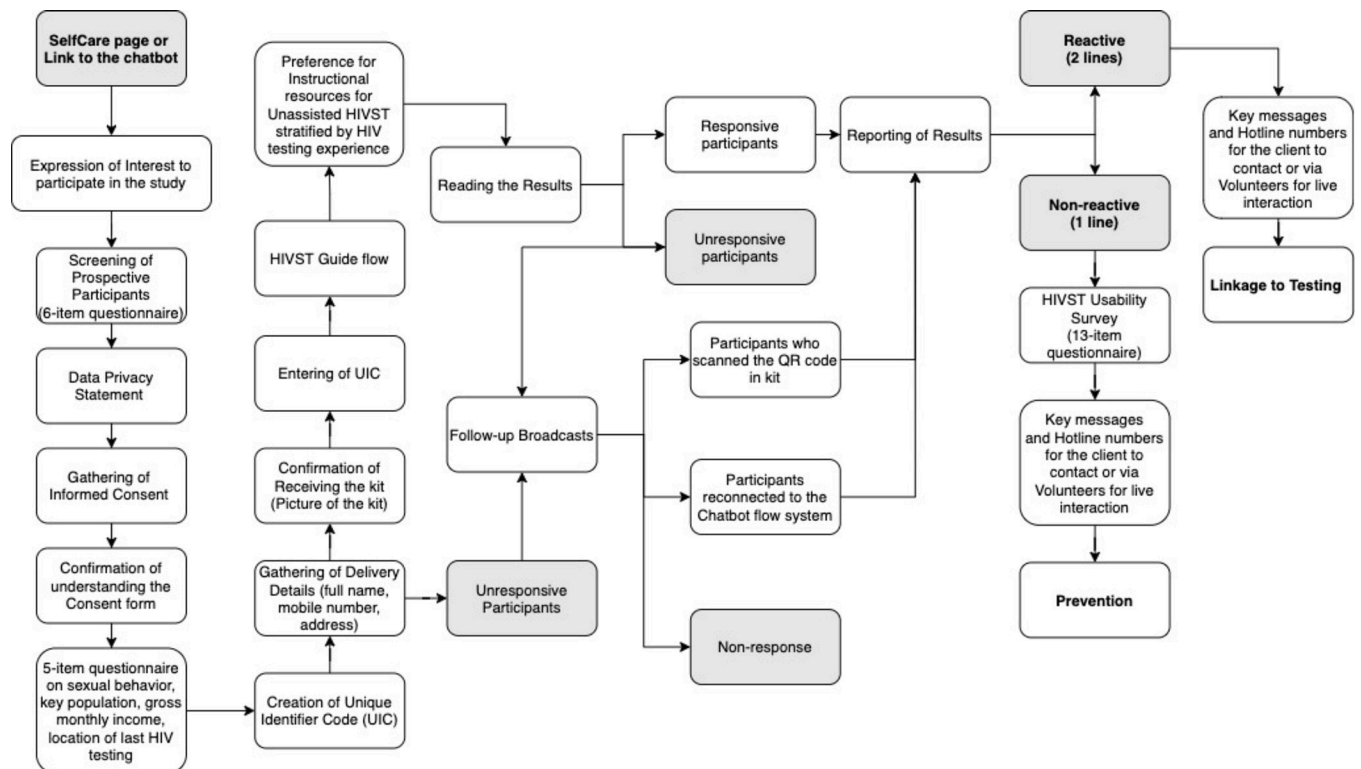 SelfCare page or
Link to the chatbot
Expression of Interest to
participate in the study
Screening of
Prospective
Participants
(6-item questionnaire)
Data Privacy
Statement
Gathering of
Informed Consent
Confirmation of
understanding the
Consent form
5-item questionnaire
on sexual behavior,
key population, gross
monthly income,
location of last HIV
testing
Creation of Unique
Identifier Code (UIC)
Gathering of Delivery
Details (full name,
mobile number,
address)
Confirmation of
Receiving the kit
(Picture of the kit)
Entering of UIC
HIVST Guide flow
Preference for
Instructional
resources for
Unassisted HIVST
stratified by HIV
testing experience
Reading the Results
Responsive
participants
Unresponsive
participants
Unresponsive
Participants
Follow-up Broadcasts
Participants who
scanned the QR code
in kit
Participants
reconnected to the
Chatbot flow system
Non-response
Reporting of Results
Reactive
(2 lines)
Key messages
and Hotline numbers
for the client to
contact or via
Volunteers for live
interaction
Linkage to Testing
Non-reactive
(1 line)
HIVST Usability
Survey
(13-item
questionnaire)
Key messages
and Hotline numbers
for the client to
contact or via
Volunteers for live
interaction
Prevention